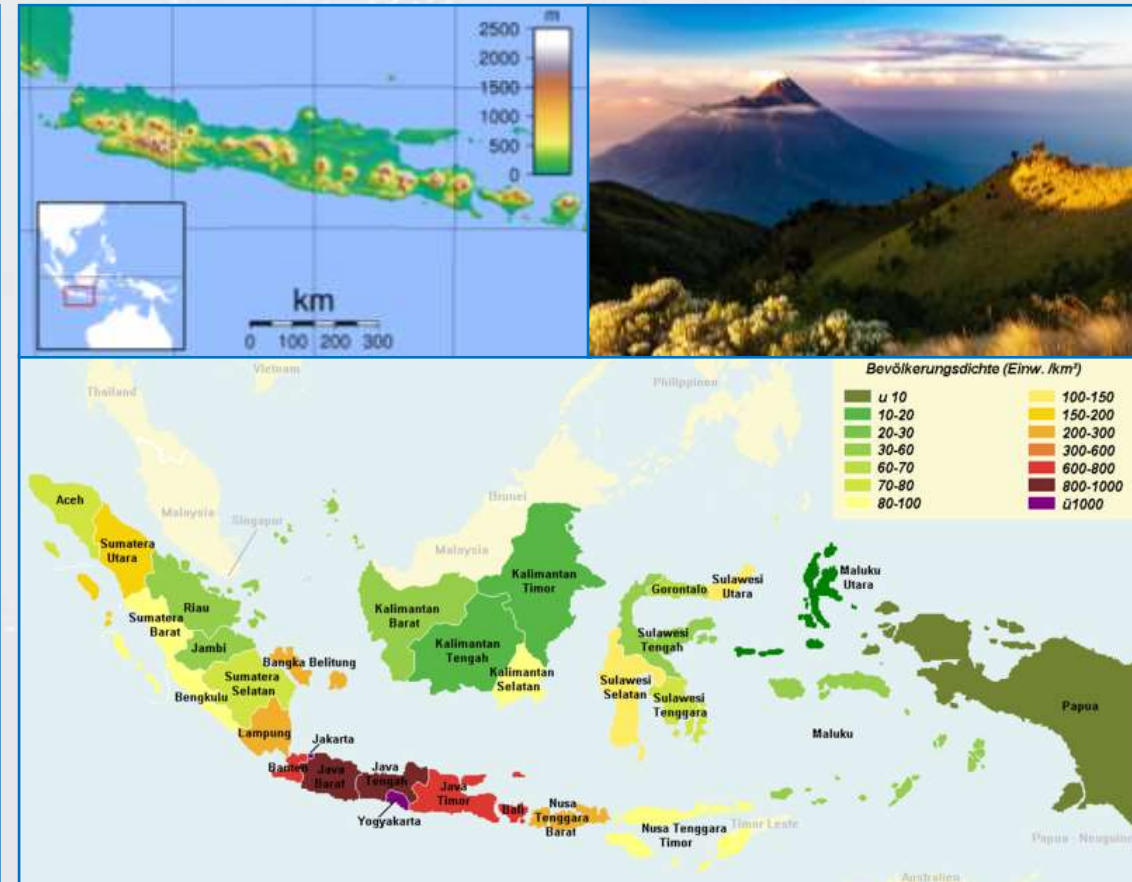 m
2500
2000
1500
1000
500
0
km
0 100 200 300
Bevölkerungsdichte (Einw. /km²)
u 10
10-20
20-30
30-60
60-70
70-80
80-100
100-150
150-200
200-300
300-600
600-800
800-1000
ü1000
Vietnam
Thailand
Philippinen
Brunei
Malaysia
Singapur
Malaysia
Aceh
Sumatera
Utara
Riau
Sumatera
Barat
Jambi
Bangka Belitung
Sumatera
Selatan
Bengkulu
Lampung
Jakarta
Banten
Java
Barat
Java
Tengah
Java
Timor
Yogyakarta
Bali
Nusa
Tenggara
Barat
Nusa Tenggara
Timor
Timor Leste
Kalimantan
Timor
Kalimantan
Barat
Kalimantan
Tengah
Kalimantan
Selatan
Gorontalo
Sulawesi
Utara
Sulawesi
Tengah
Sulawesi
Selatan
Sulawesi
Tenggara
Maluku
Utara
Maluku
Papua
Papua - Neuguin
Australien